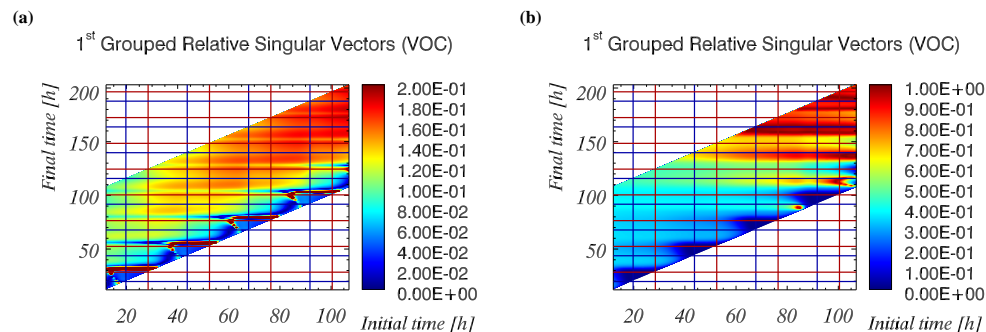 (a)
1st Grouped Relative Singular Vectors (VOC)
Final time [h]
200
150
100
50
20 40 60 80 100
Initial time [h]
2.00E-01
1.80E-01
1.60E-01
1.40E-01
1.20E-01
1.00E-01
8.00E-02
6.00E-02
4.00E-02
2.00E-02
0.00E+00
(b)
1st Grouped Relative Singular Vectors (VOC)
Final time [h]
200
150
100
50
20 40 60 80 100
Initial time [h]
1.00E+00
9.00E-01
8.00E-01
7.00E-01
6.00E-01
5.00E-01
4.00E-01
3.00E-01
2.00E-01
1.00E-01
0.00E+00